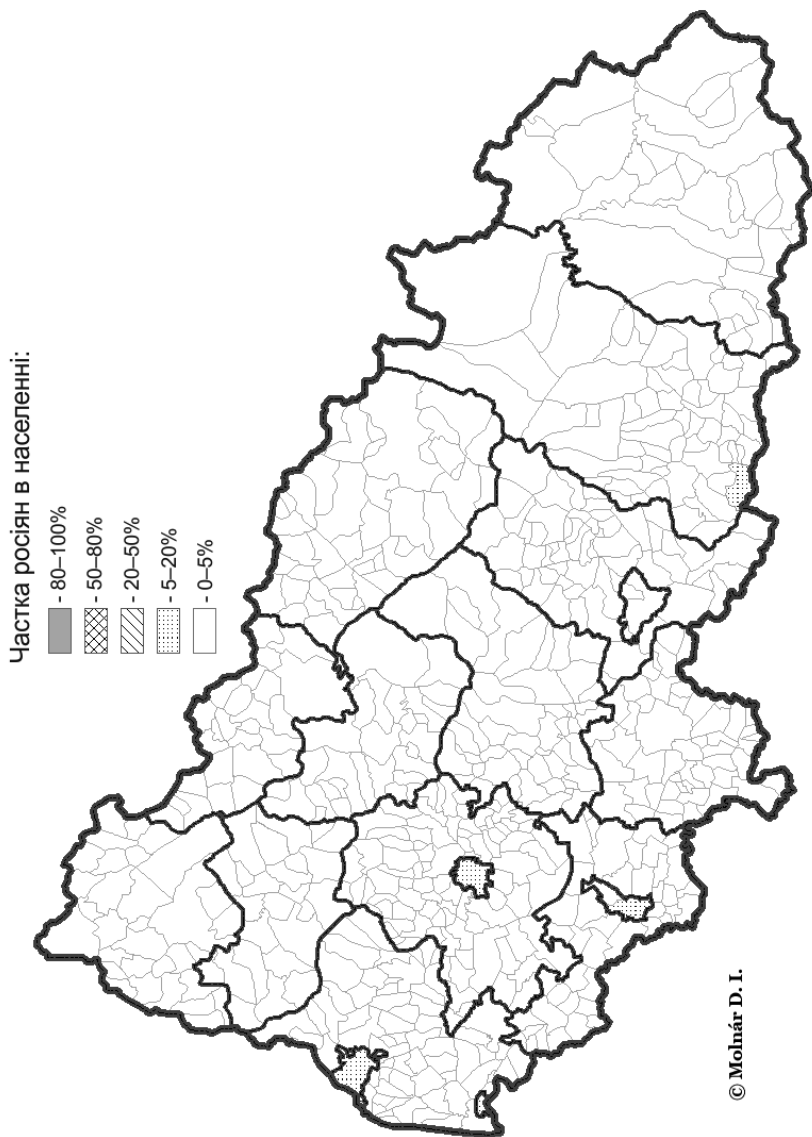 Частка росіян в населенні:
- 80–100%
- 50–80%
- 20–50%
- 5–20%
- 0–5%
© Molnár D. I.